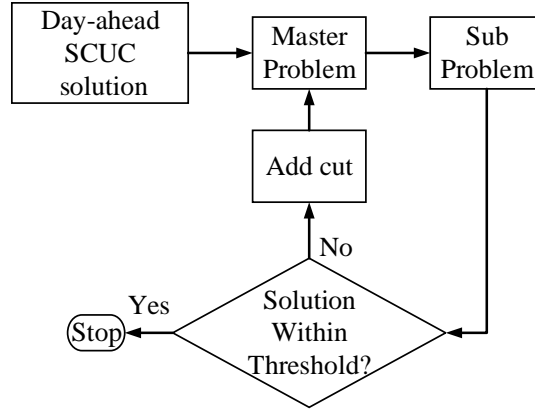 Day-ahead
SCUC
solution
Master
Problem
Sub
Problem
Add cut
No
Yes
Solution
Within
Threshold?
Stop